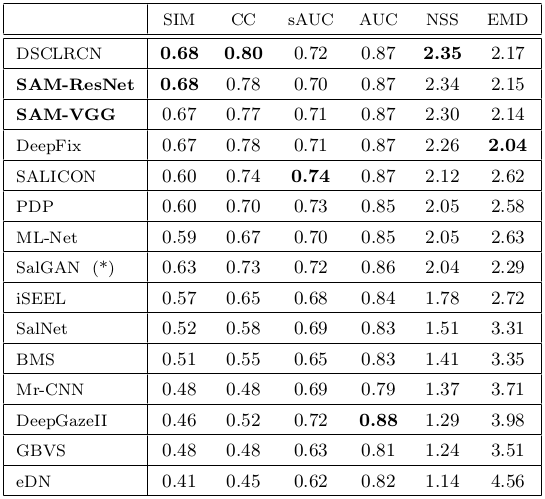 SIM CC sAUC AUC NSS EMD
DSCLRCN 0.68 0.80 0.72 0.87 2.35 2.17
SAM-ResNet 0.68 0.78 0.70 0.87 2.34 2.15
SAM-VGG 0.67 0.77 0.71 0.87 2.30 2.14
DeepFix 0.67 0.78 0.71 0.87 2.26 2.04
SALICON 0.60 0.74 0.74 0.87 2.12 2.62
PDP 0.60 0.70 0.73 0.85 2.05 2.58
ML-Net 0.59 0.67 0.70 0.85 2.05 2.63
SalGAN (*) 0.63 0.73 0.72 0.86 2.04 2.29
iSEEL 0.57 0.65 0.68 0.84 1.78 2.72
SalNet 0.52 0.58 0.69 0.83 1.51 3.31
BMS 0.51 0.55 0.65 0.83 1.41 3.35
Mr-CNN 0.48 0.48 0.69 0.79 1.37 3.71
DeepGazeII 0.46 0.52 0.72 0.88 1.29 3.98
GBVS 0.48 0.48 0.63 0.81 1.24 3.51
eDN 0.41 0.45 0.62 0.82 1.14 4.56